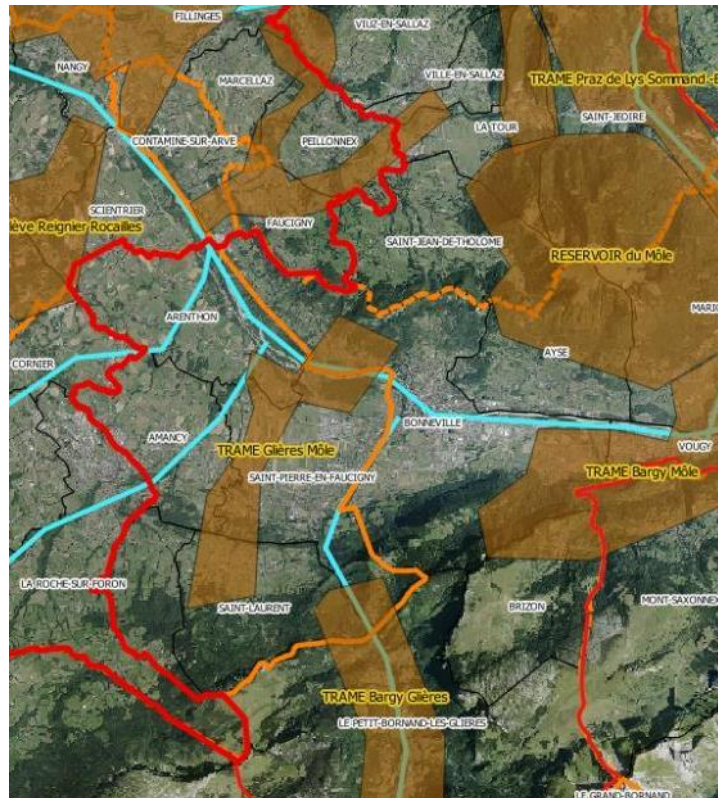 FILLINGES
VIUZ-EN-SALLAZ
NANGY
MARCELLAZ
VILLE-EN-SALLAZ
TRAME Praz de Lys Sommand -
CONTAMINE-SUR-ARVE
PEILLONNEX
LA TOUR
SAINT-JEOIRE
SCIENTRIER
FAUCIGNY
lève Reignier Rocailles
SAINT-JEAN-DE-THOLOME
RESERVOIR du Môle
ARENTHON
AYSE
CORNIER
BONNEVILLE
AMANCY
TRAME Glières Môle
VOUGY
SAINT-PIERRE-EN-FAUCIGNY
TRAME Bargy Môle
LA ROCHE-SUR-FORON
SAINT-LAURENT
BRIZON
MONT-SAXONNEX
TRAME Bargy Glières
LE PETIT-BORNAND-LES-GLIERES
LE GRAND-BORNAND